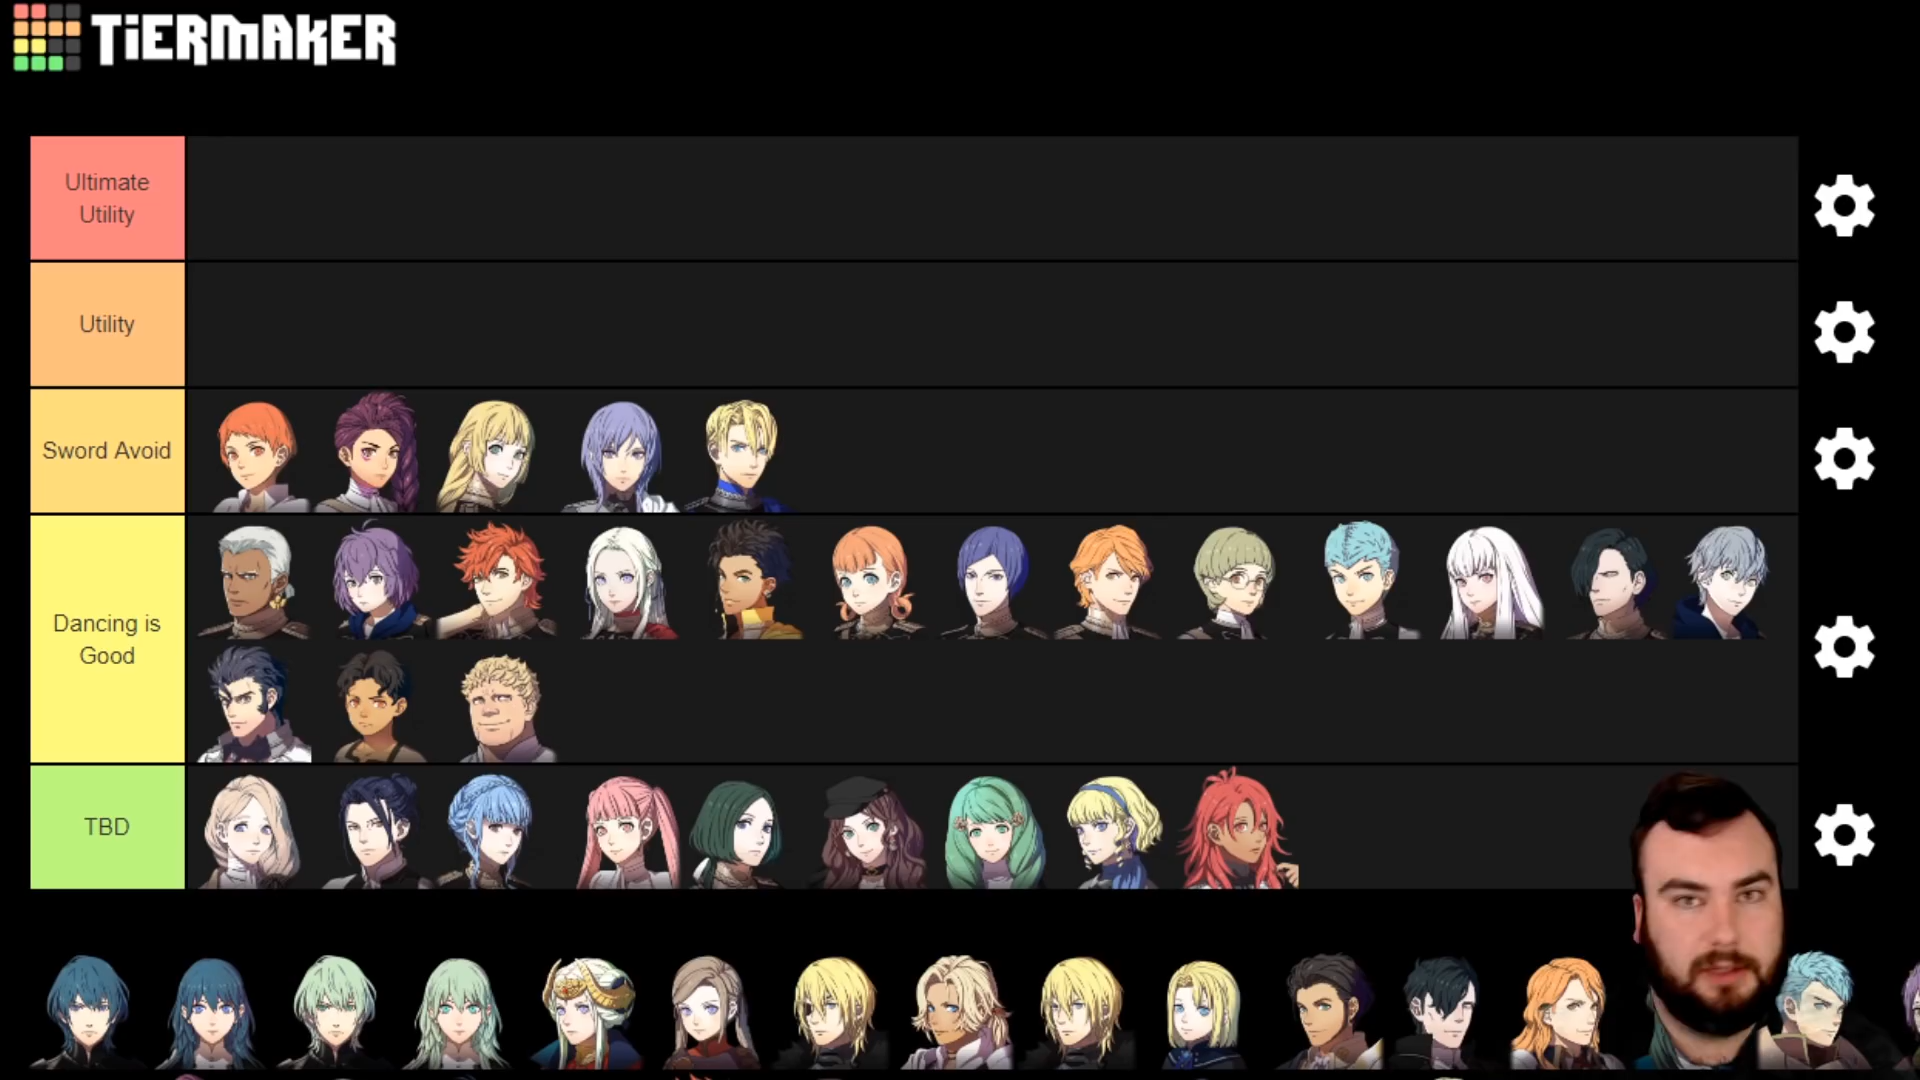 TiERMAKER
Ultimate
Utility
Utility
Sword Avoid
Dancing is
Good
TBD